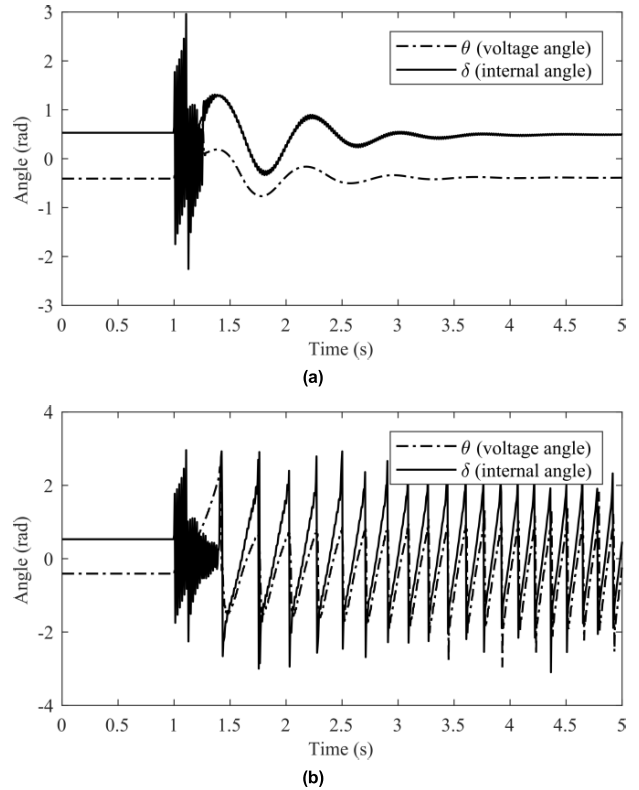 3
2
1
0
-1
-2
-3
Angle (rad)
θ (voltage angle)
δ (internal angle)
0 0.5 1 1.5 2 2.5 3 3.5 4 4.5 5
Time (s)
(a)
4
2
0
-2
-4
Angle (rad)
θ (voltage angle)
δ (internal angle)
0 0.5 1 1.5 2 2.5 3 3.5 4 4.5 5
Time (s)
(b)